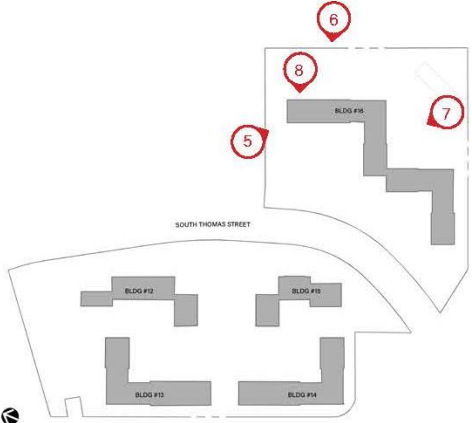 6
8
BLDG #16
7
5
SOUTH THOMAS STREET
BLDG #12
BLDG #15
BLDG #13
BLDG #14